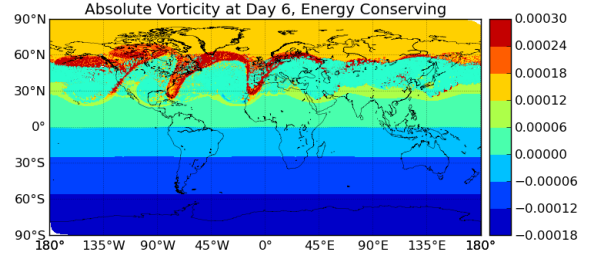 Absolute Vorticity at Day 6, Energy Conserving
90°N
60°N
30°N
0°
30°S
60°S
90°S
180° 135°W 90°W 45°W 0° 45°E 90°E 135°E 180°
0.00030
0.00024
0.00018
0.00012
0.00006
0.00000
−0.00006
−0.00012
−0.00018